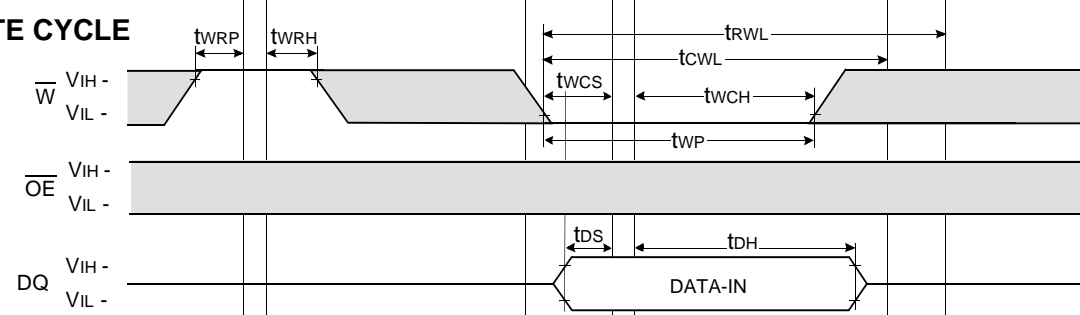 TE CYCLE
tWRP tWRH tRWL
tCWL
W VIH - tWCS
VIL - tWCH
tWP
OE VIH -
VIL -
tDS tDH
DQ VIH -
DATA-IN
VIL -